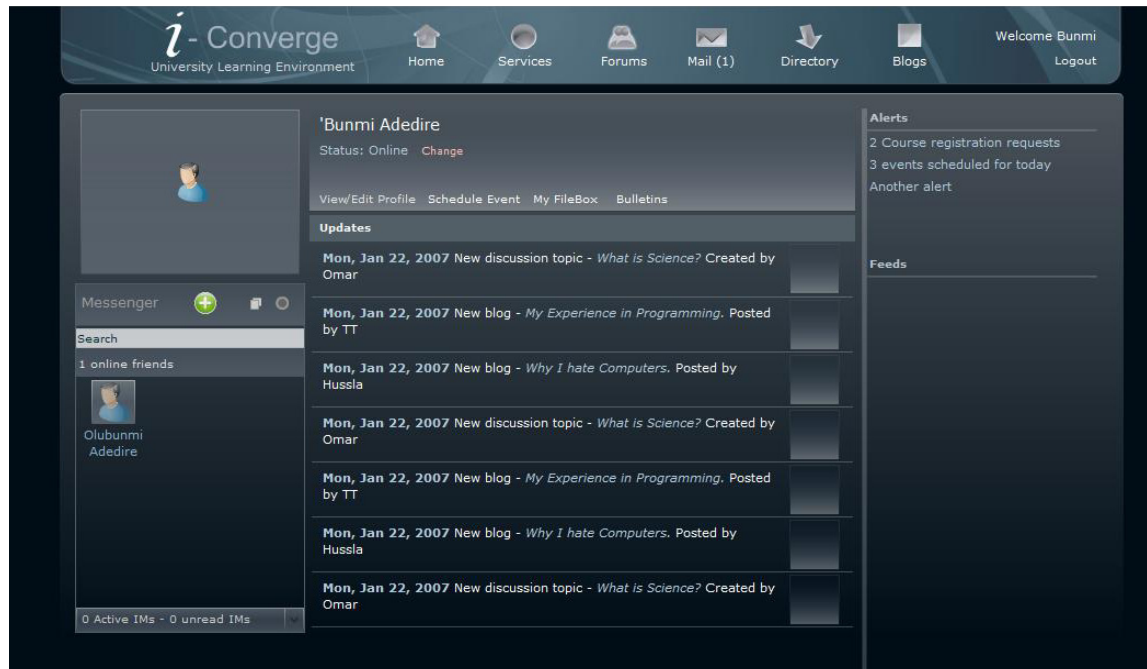 i - Converge
University Learning Environment
Home
Services
Forums
Mail (1)
Directory
Blogs
Welcome Bunmi
Logout
'Bunmi Adedire
Status: Online Change
View/Edit Profile Schedule Event My FileBox Bulletins
Messenger
Search
1 online friends
Olubunmi
Adedire
0 Active IMs - 0 unread IMs
Updates
Mon, Jan 22, 2007 New discussion topic - What is Science? Created by
Omar
Mon, Jan 22, 2007 New blog - My Experience in Programming. Posted
by TT
Mon, Jan 22, 2007 New blog - Why I hate Computers. Posted by
Hussla
Mon, Jan 22, 2007 New discussion topic - What is Science? Created by
Omar
Mon, Jan 22, 2007 New blog - My Experience in Programming. Posted
by TT
Mon, Jan 22, 2007 New blog - Why I hate Computers. Posted by
Hussla
Mon, Jan 22, 2007 New discussion topic - What is Science? Created by
Omar
Alerts
2 Course registration requests
3 events scheduled for today
Another alert
Feeds